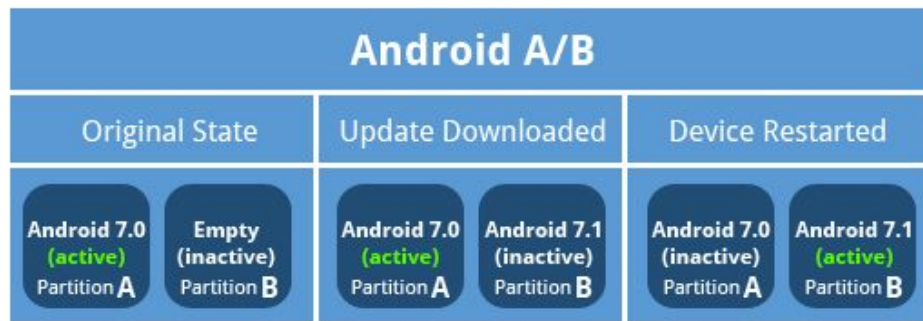 Android A/B
Original State
Update Downloaded
Device Restarted
Android 7.0
(active)
Partition A
Empty
(inactive)
Partition B
Android 7.0
(active)
Partition A
Android 7.1
(inactive)
Partition B
Android 7.0
(inactive)
Partition A
Android 7.1
(active)
Partition B